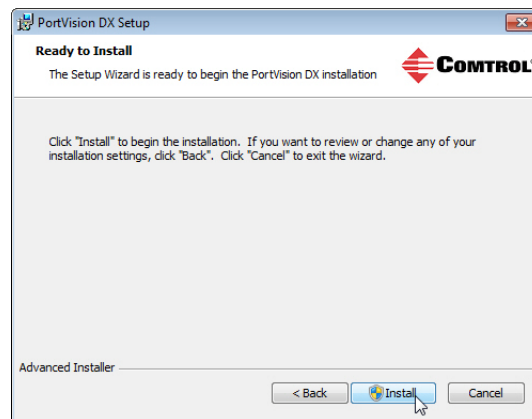 PortVision DX Setup
Ready to Install
The Setup Wizard is ready to begin the PortVision DX installation
COMTROL
Click "Install" to begin the installation. If you want to review or change any of your
installation settings, click "Back". Click "Cancel" to exit the wizard.
Advanced Installer
< Back
Install
Cancel